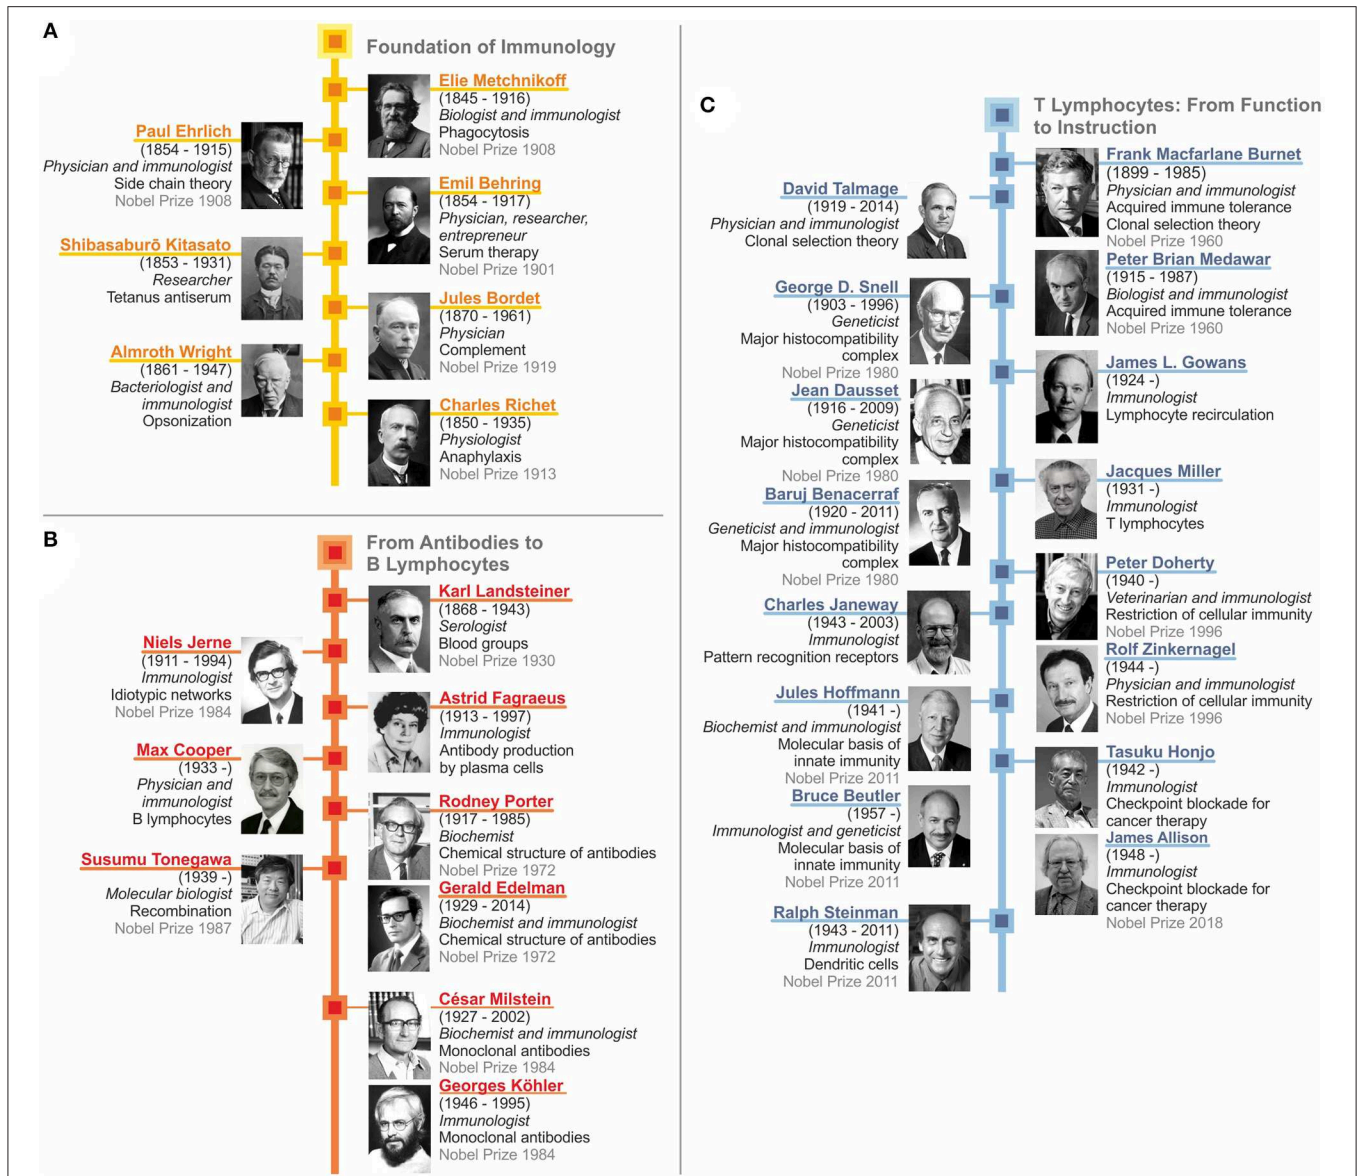 A
Foundation of Immunology
Elie Metchnikoff
(1845 - 1916)
Biologist and immunologist
Phagocytosis
Nobel Prize 1908
Paul Ehrlich
(1854 - 1915)
Physician and immunologist
Side chain theory
Nobel Prize 1908
Emil Behring
(1854 - 1917)
Physician, researcher,
entrepreneur
Serum therapy
Nobel Prize 1901
Shibasaburō Kitasato
(1853 - 1931)
Researcher
Tetanus antiserum
Jules Bordet
(1870 - 1961)
Physician
Complement
Nobel Prize 1919
Almroth Wright
(1861 - 1947)
Bacteriologist and
immunologist
Opsonization
Charles Richet
(1850 - 1935)
Physiologist
Anaphylaxis
Nobel Prize 1913
B
From Antibodies to
B Lymphocytes
Karl Landsteiner
(1868 - 1943)
Serologist
Blood groups
Nobel Prize 1930
Niels Jerne
(1911 - 1994)
Immunologist
Idiotypic networks
Nobel Prize 1984
Astrid Fagraeus
(1913 - 1997)
Immunologist
Antibody production
by plasma cells
Max Cooper
(1933 -)
Physician and
immunologist
B lymphocytes
Rodney Porter
(1917 - 1985)
Biochemist
Chemical structure of antibodies
Nobel Prize 1972
Susumu Tonegawa
(1939 -)
Molecular biologist
Recombination
Nobel Prize 1987
Gerald Edelman
(1929 - 2014)
Biochemist and immunologist
Chemical structure of antibodies
Nobel Prize 1972
César Milstein
(1927 - 2002)
Biochemist and immunologist
Monoclonal antibodies
Nobel Prize 1984
Georges Köhler
(1946 - 1995)
Immunologist
Monoclonal antibodies
Nobel Prize 1984
C
T Lymphocytes: From Function
to Instruction
Frank Macfarlane Burnet
(1899 - 1985)
Physician and immunologist
Acquired immune tolerance
Clonal selection theory
Nobel Prize 1960
David Talmage
(1919 - 2014)
Physician and immunologist
Clonal selection theory
Peter Brian Medawar
(1915 - 1987)
Biologist and immunologist
Acquired immune tolerance
Nobel Prize 1960
George D. Snell
(1903 - 1996)
Geneticist
Major histocompatibility
complex
Nobel Prize 1980
James L. Gowans
(1924 -)
Immunologist
Lymphocyte recirculation
Jean Dausset
(1916 - 2009)
Geneticist
Major histocompatibility
complex
Nobel Prize 1980
Jacques Miller
(1931 -)
Immunologist
T lymphocytes
Baruj Benacerraf
(1920 - 2011)
Geneticist and immunologist
Major histocompatibility
complex
Nobel Prize 1980
Peter Doherty
(1940 -)
Veterinarian and immunologist
Restriction of cellular immunity
Nobel Prize 1996
Charles Janeway
(1943 - 2003)
Immunologist
Pattern recognition receptors
Rolf Zinkernagel
(1944 -)
Physician and immunologist
Restriction of cellular immunity
Nobel Prize 1996
Jules Hoffmann
(1941 -)
Biochemist and immunologist
Molecular basis of
innate immunity
Nobel Prize 2011
Tasuku Honjo
(1942 -)
Immunologist
Checkpoint blockade for
cancer therapy
Bruce Beutler
(1957 -)
Immunologist and geneticist
Molecular basis of
innate immunity
Nobel Prize 2011
James Allison
(1948 -)
Immunologist
Checkpoint blockade for
cancer therapy
Nobel Prize 2018
Ralph Steinman
(1943 - 2011)
Immunologist
Dendritic cells
Nobel Prize 2011